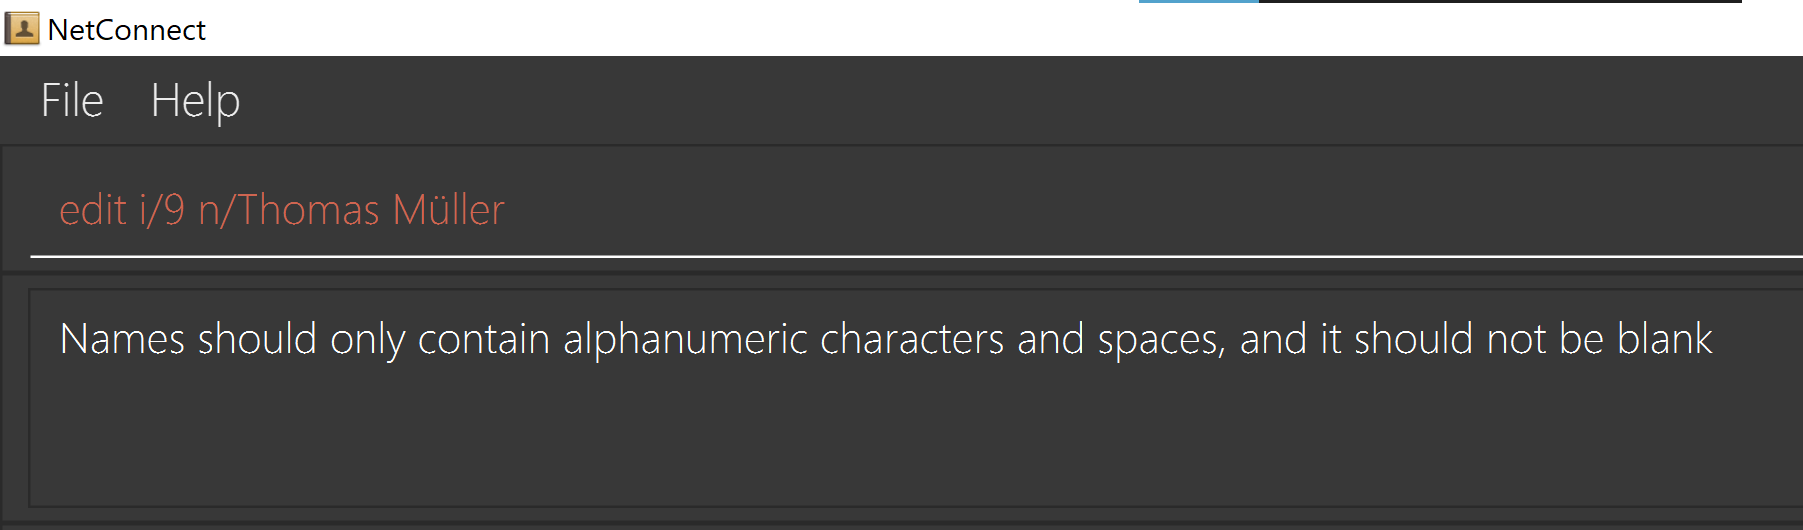 NetConnect
File Help
edit i/9 n/Thomas Müller
Names should only contain alphanumeric characters and spaces, and it should not be blank